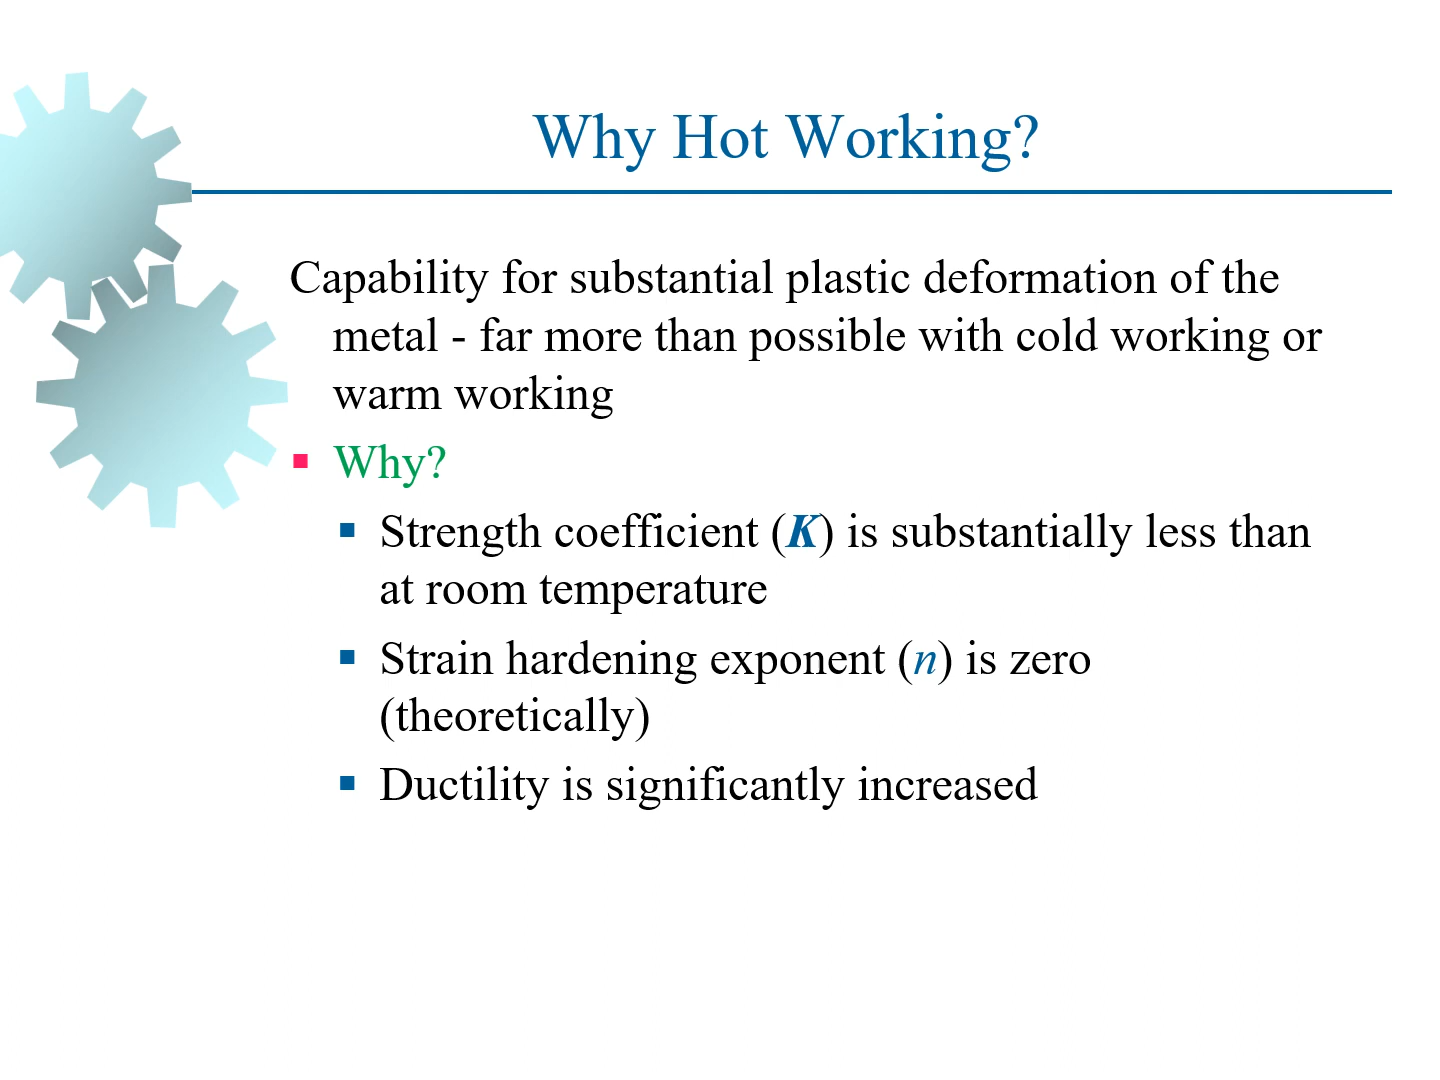 Why Hot Working?
Capability for substantial plastic deformation of the
metal - far more than possible with cold working or
warm working
▪ Why?
▪ Strength coefficient (K) is substantially less than
at room temperature
▪ Strain hardening exponent (n) is zero
(theoretically)
▪ Ductility is significantly increased